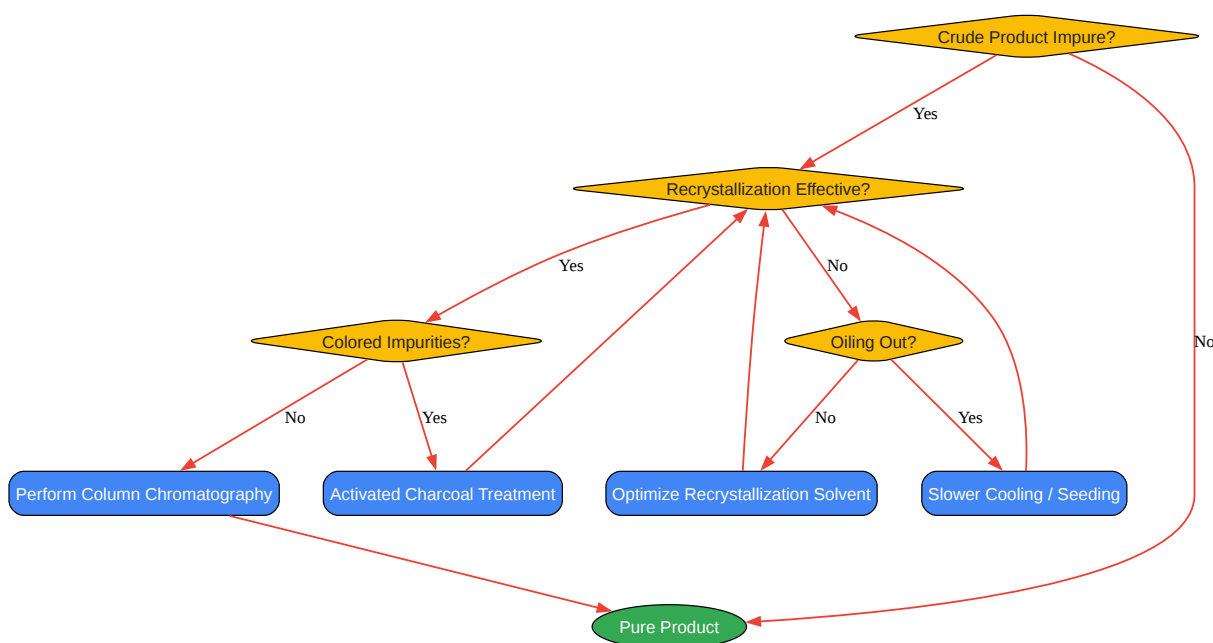 Crude Product Impure?
Yes
Recrystallization Effective?
Yes
No
Colored Impurities?
Oiling Out?
No
No
Yes
No
Yes
Perform Column Chromatography
Activated Charcoal Treatment
Optimize Recrystallization Solvent
Slower Cooling / Seeding
Pure Product